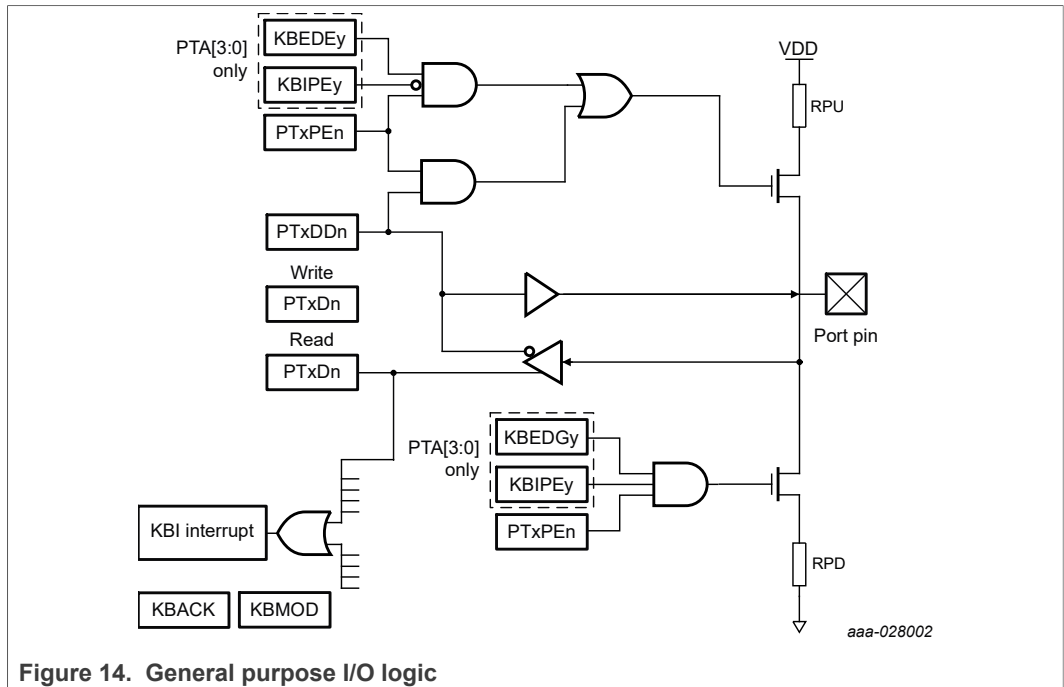 PTA[3:0]
only
KBEDEy
KBIPEy
PTxPEn
PTxDDn
Write
PTxDn
Read
PTxDn
VDD
RPU
Port pin
PTA[3:0]
only
KBEDGy
KBIPEy
PTxPEn
RPD
KBI interrupt
KBACK
KBMOD
aaa-028002
Figure 14. General purpose I/O logic